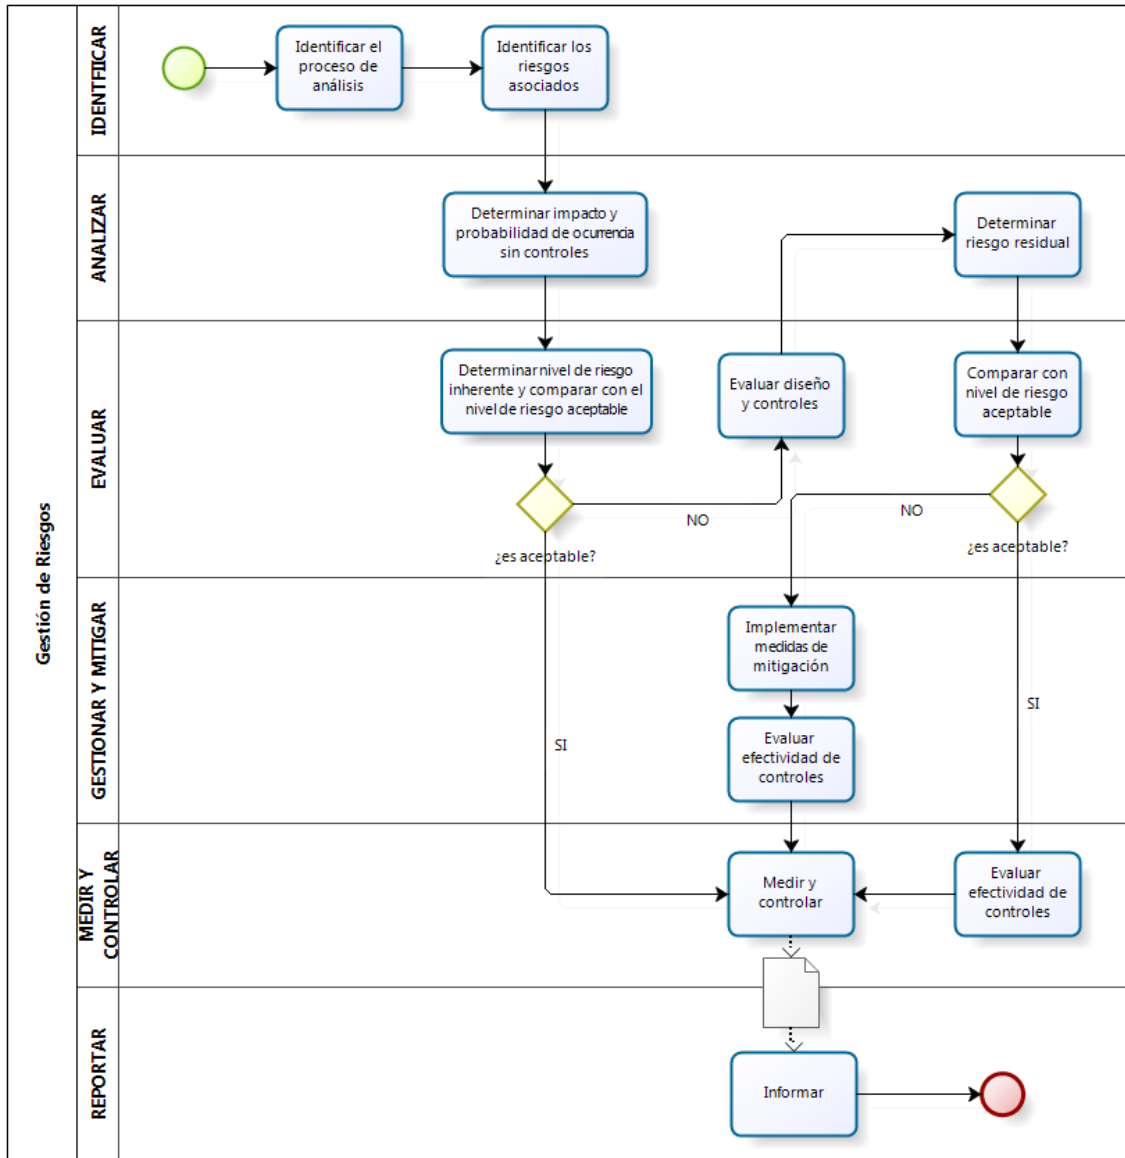 Gestión de Riesgos
IDENTFIICAR
Identificar el
proceso de
análisis
Identificar los
riesgos
asociados
ANALIZAR
Determinar impacto y
probabilidad de ocurrencia
sin controles
Determinar
riesgo residual
EVALUAR
Determinar nivel de riesgo
inherente y comparar con el
nivel de riesgo aceptable
Evaluar diseño
y controles
Comparar con
nivel de riesgo
aceptable
NO
NO
¿es aceptable?
¿es aceptable?
GESTIONAR Y MITIGAR
Implementar
medidas de
mitigación
SI
SI
Evaluar
efectividad de
controles
MEDIR Y
CONTROLAR
Medir y
controlar
Evaluar
efectividad de
controles
REPORTAR
Informar